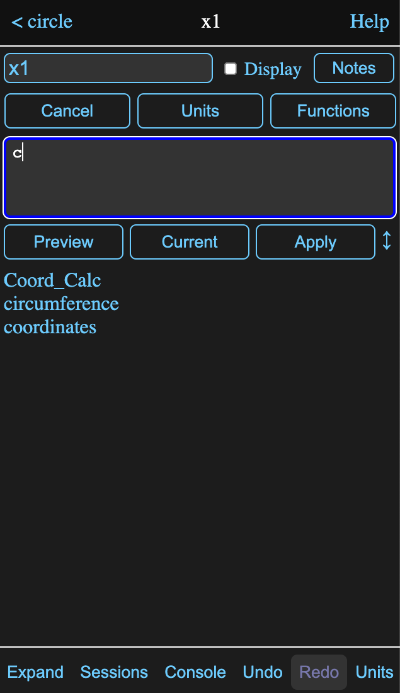 < circle x1 Help
x1 Display Notes
Cancel Units Functions
c
Preview Current Apply ↕
Coord_Calc
circumference
coordinates
Expand Sessions Console Undo Redo Units